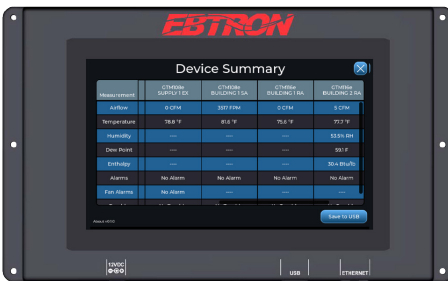 EBTRON
Device Summary
Measurement GTM108e SUPPLY 1 EX GTM108e BUILDING 1 SA GTM116e BUILDING 1 RA GTM116e BUILDING 2 RA
Airflow 0 CFM 3517 FPM 0 CFM 5 CFM
Temperature 78.8 °F 81.6 °F 75.6 °F 77.7 °F
Humidity --- --- --- 53.5% RH
Dew Point --- --- --- 59.1 F
Enthalpy --- --- --- 30.4 Btu/lb
Alarms No Alarm No Alarm No Alarm No Alarm
Fan Alarms No Alarm --- --- ---
Save to USB
12VDC
USB
ETHERNET